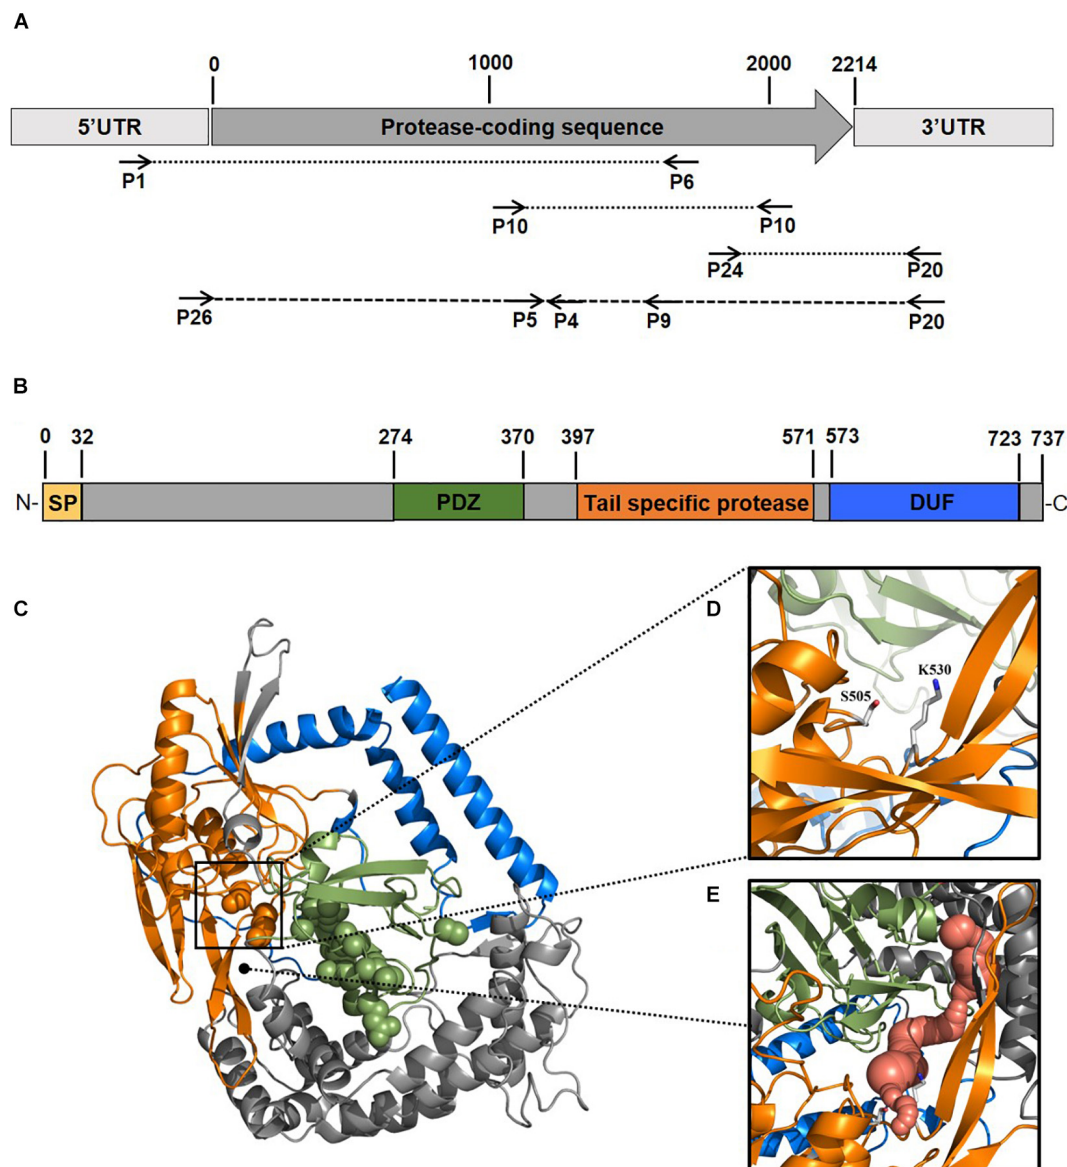 A
0 1000 2000 2214
5'UTR Protease-coding sequence 3'UTR
P1 P6
P10 P10
P24 P20
P26 P5 P4 P9 P20
B
0 32 274 370 397 571 573 723 737
N- SP PDZ Tail specific protease DUF -C
C
D
K530
S505
E